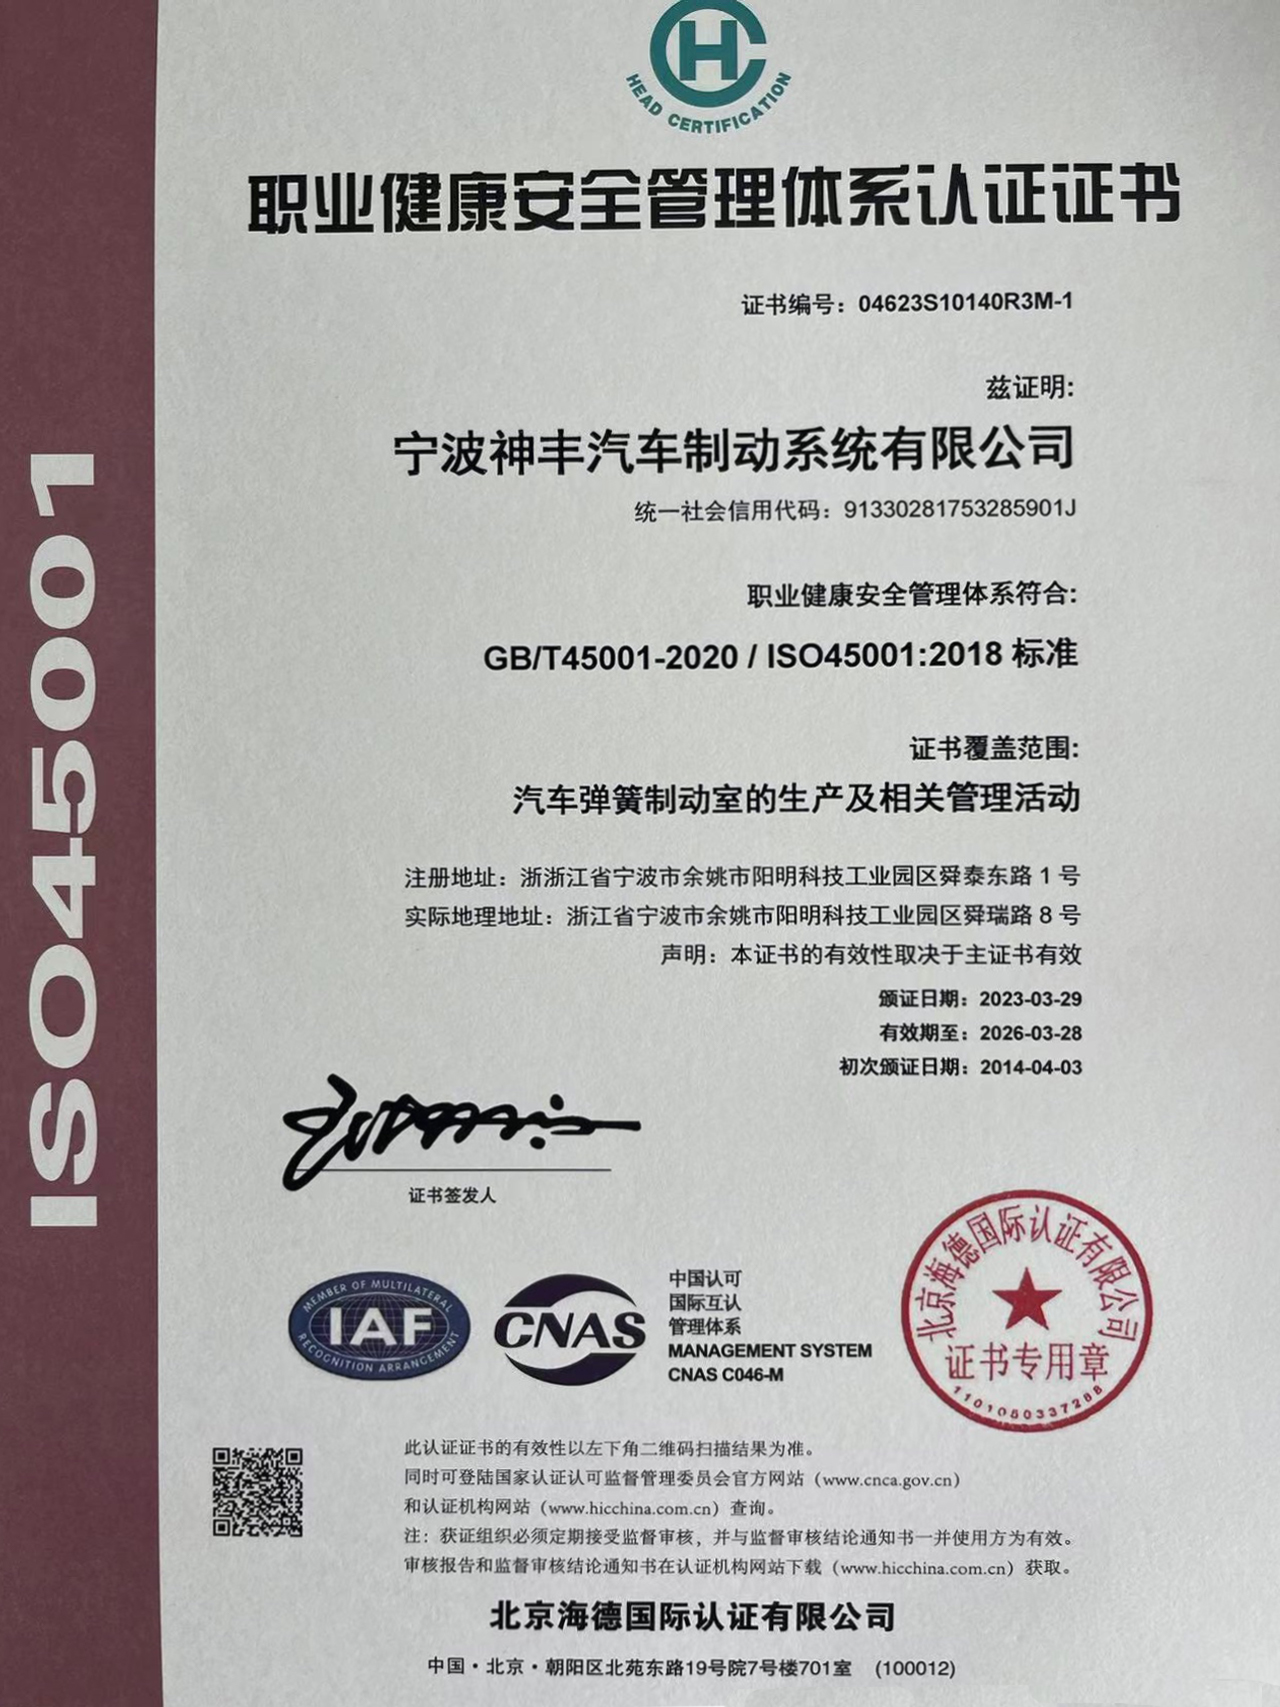 HC
HEAD CERTIFICATION
职业健康安全管理体系认证证书
证书编号：04623S10140R3M-1
兹证明:
宁波神丰汽车制动系统有限公司
统一社会信用代码：91330281753285901J
职业健康安全管理体系符合:
GB/T45001-2020 / ISO45001:2018 标准
证书覆盖范围:
汽车弹簧制动室的生产及相关管理活动
注册地址：浙浙江省宁波市余姚市阳明科技工业园区舜泰东路 1 号
实际地理地址：浙江省宁波市余姚市阳明科技工业园区舜瑞路 8 号
声明：本证书的有效性取决于主证书有效
颁证日期：2023-03-29
有效期至：2026-03-28
初次颁证日期：2014-04-03
证书签发人
ISO45001
MEMBER OF MULTILATERAL
IAF
RECOGNITION ARRANGEMENT
CNAS
中国认可
国际互认
管理体系
MANAGEMENT SYSTEM
CNAS C046-M
北京海德国际认证有限公司
证书专用章
1101080337288
此认证证书的有效性以左下角二维码扫描结果为准。
同时可登陆国家认证认可监督管理委员会官方网站（www.cnca.gov.cn）
和认证机构网站（www.hicchina.com.cn）查询。
注：获证组织必须定期接受监督审核，并与监督审核结论通知书一并使用方为有效。
审核报告和监督审核结论通知书在认证机构网站下载（www.hicchina.com.cn）获取。
北京海德国际认证有限公司
中国·北京·朝阳区北苑东路19号院7号楼701室 (100012)